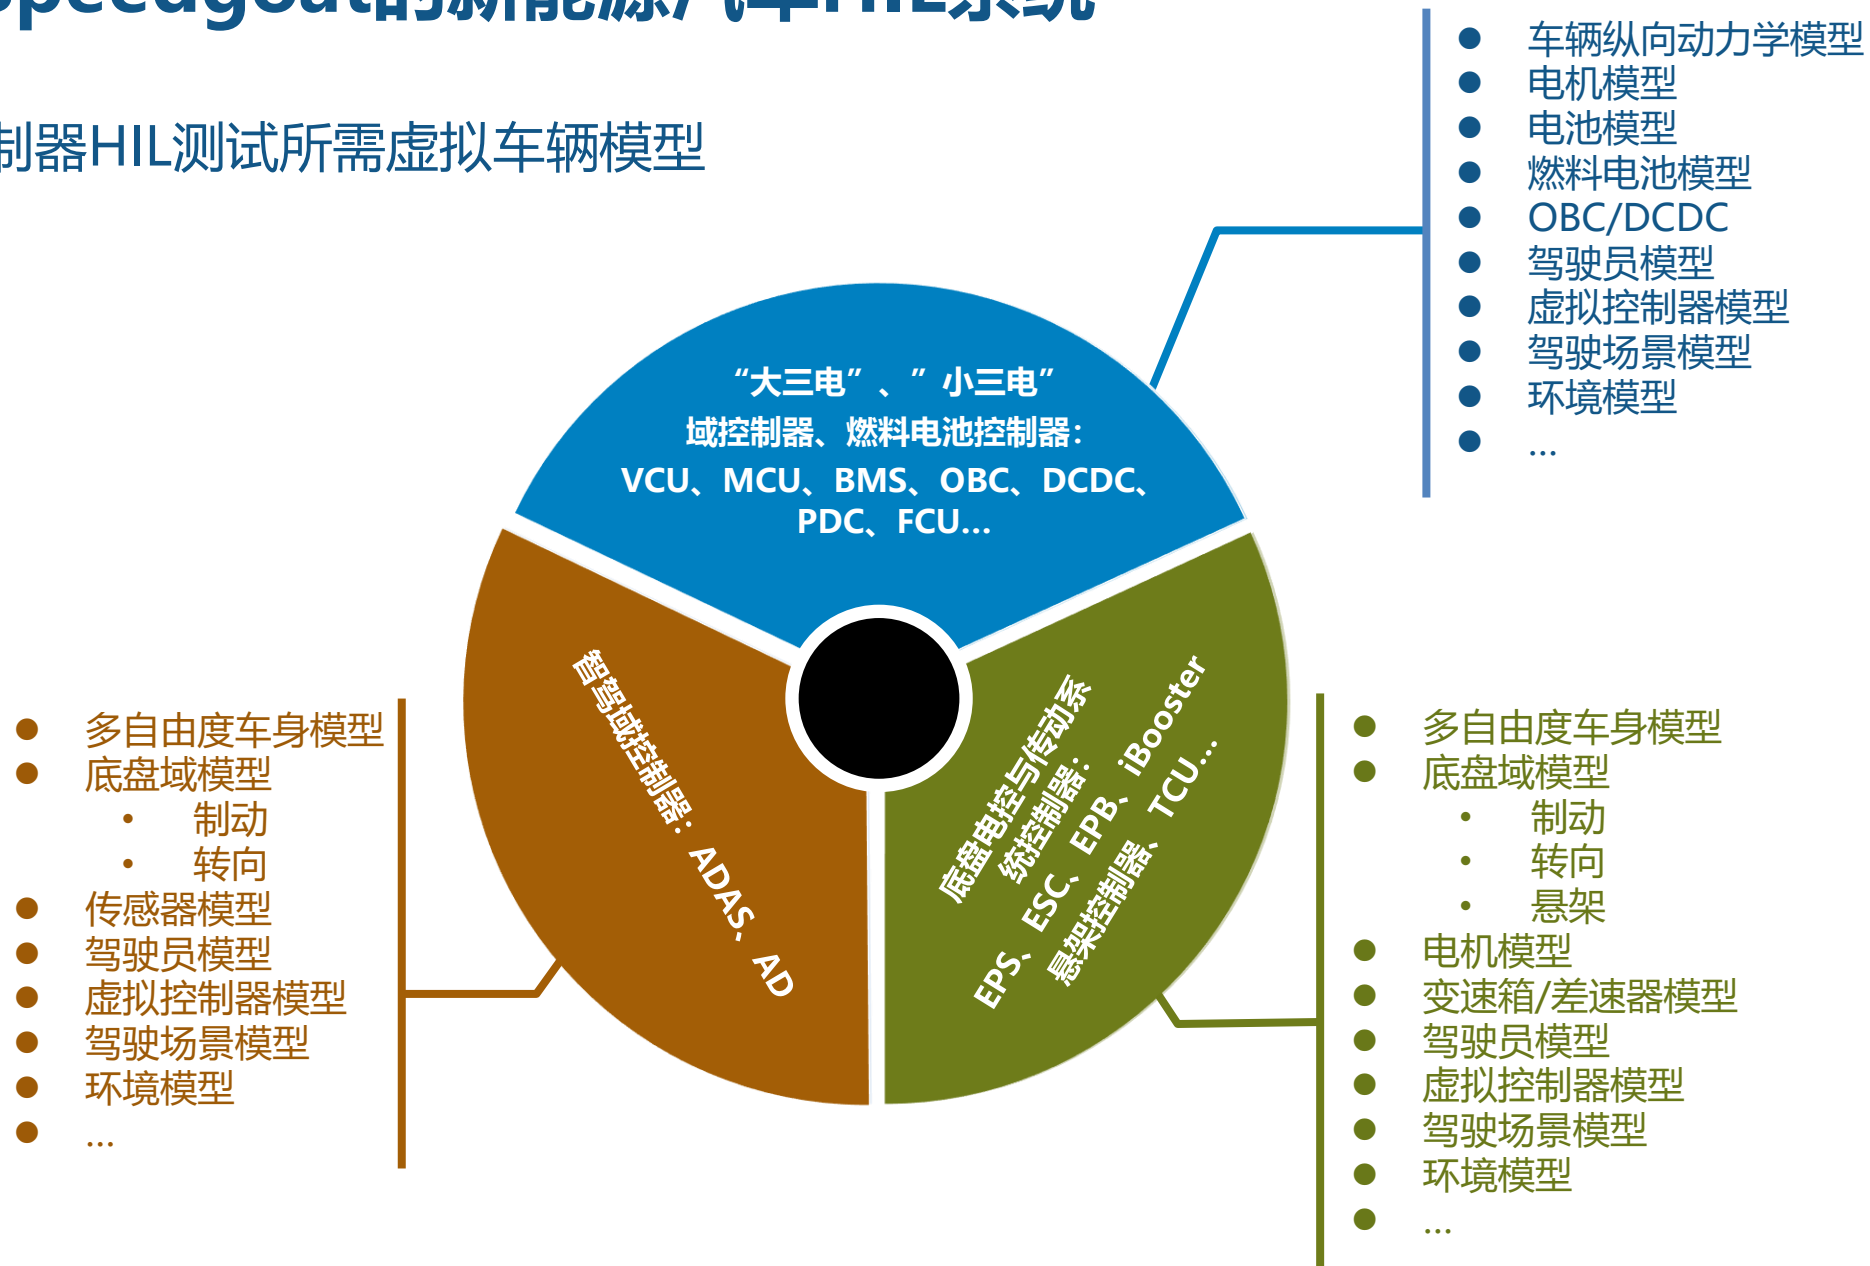 speedgoat的新能源汽车HIL系统
制器HIL测试所需虚拟车辆模型
● 车辆纵向动力学模型
● 电机模型
● 电池模型
● 燃料电池模型
● OBC/DCDC
● 驾驶员模型
● 虚拟控制器模型
● 驾驶场景模型
● 环境模型
● ...
“大三电”、”小三电”
域控制器、燃料电池控制器：
VCU、MCU、BMS、OBC、DCDC、
PDC、FCU...
智驾域控制器：ADAS、AD
底盘电控与传动系
统控制器：
EPS、ESC、EPB、iBooster
悬架控制器、TCU...
● 多自由度车身模型
● 底盘域模型
• 制动
• 转向
● 传感器模型
● 驾驶员模型
● 虚拟控制器模型
● 驾驶场景模型
● 环境模型
● ...
● 多自由度车身模型
● 底盘域模型
• 制动
• 转向
• 悬架
● 电机模型
● 变速箱/差速器模型
● 驾驶员模型
● 虚拟控制器模型
● 驾驶场景模型
● 环境模型
● ...